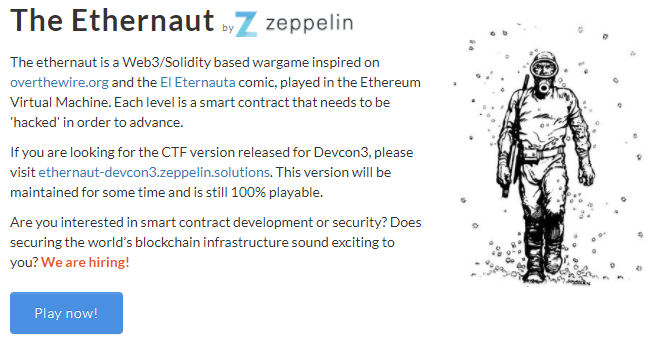 The Ethernaut by zeppelin
The ethernaut is a Web3/Solidity based wargame inspired on
overthewire.org and the El Eternauta comic, played in the Ethereum
Virtual Machine. Each level is a smart contract that needs to be
'hacked' in order to advance.
If you are looking for the CTF version released for Devcon3, please
visit ethernaut-devcon3.zeppelin.solutions. This version will be
maintained for some time and is still 100% playable.
Are you interested in smart contract development or security? Does
securing the world's blockchain infrastructure sound exciting to
you? We are hiring!
Play now!